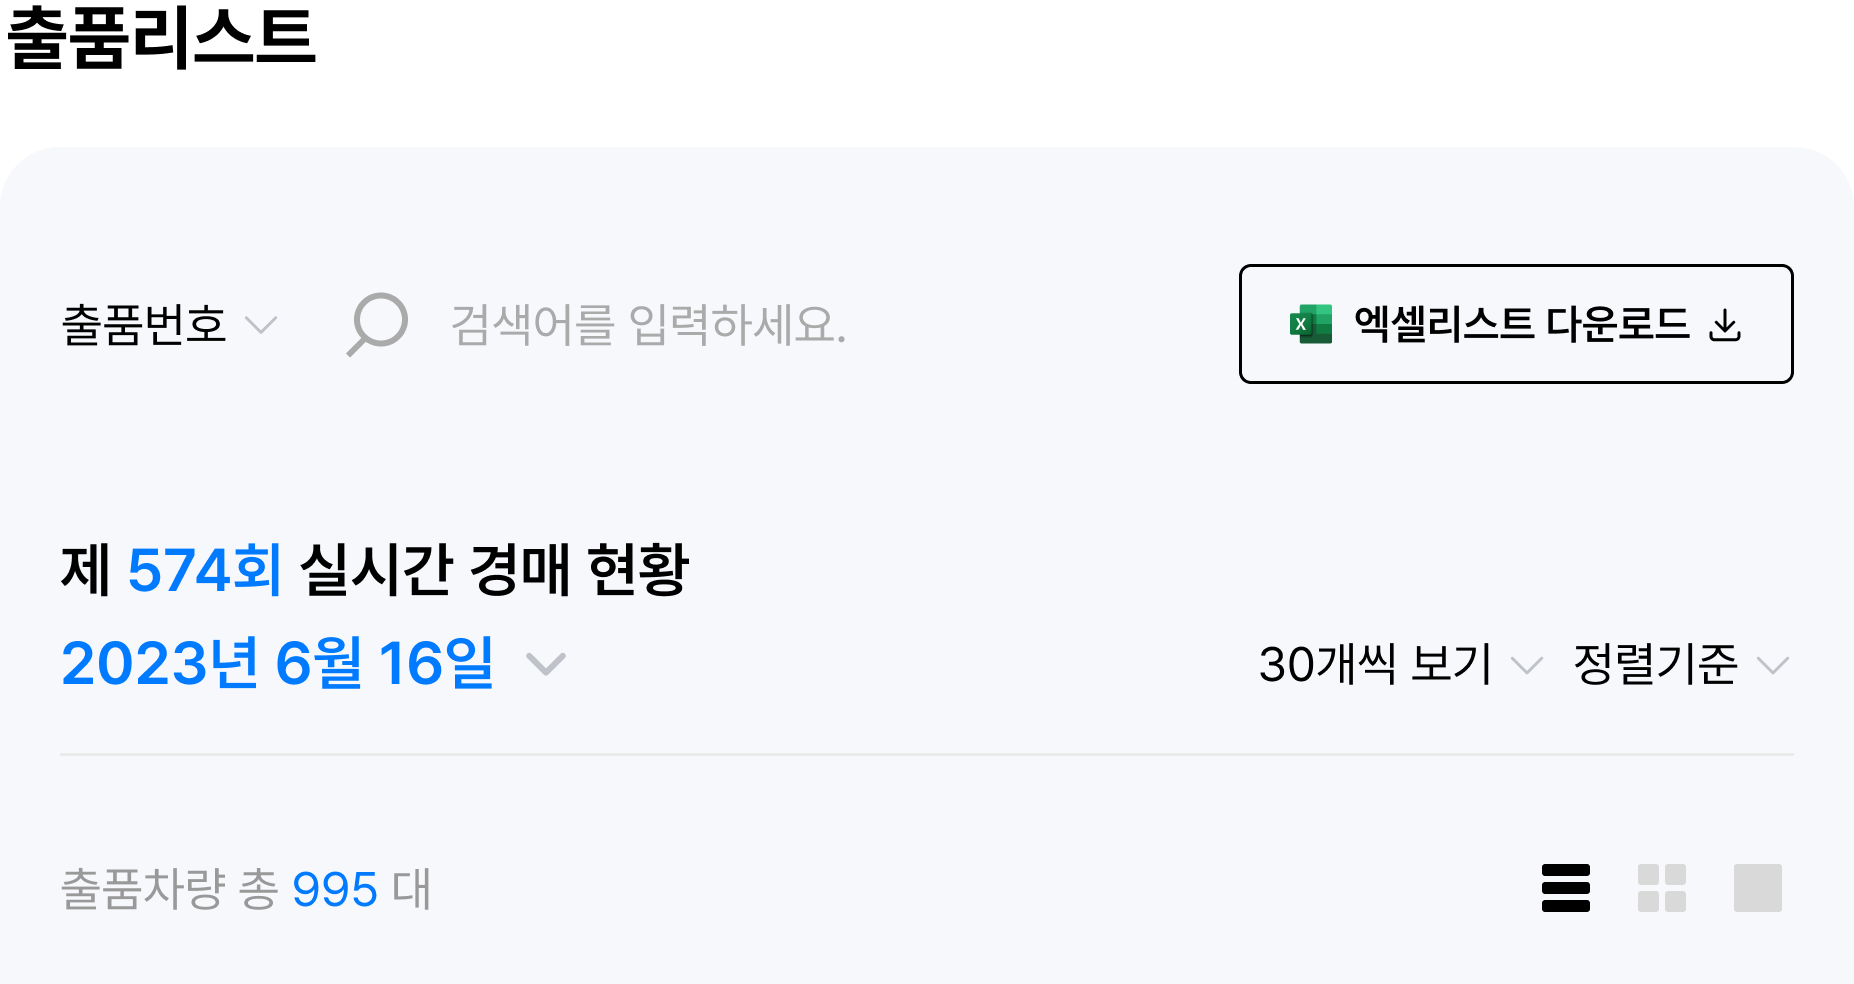 출품리스트
출품번호
검색어를 입력하세요.
X 엑셀리스트 다운로드
제 574회 실시간 경매 현황
2023년 6월 16일
30개씩 보기 정렬기준
출품차량 총 995 대